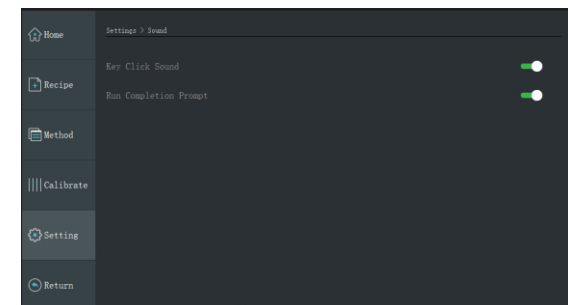 Home
Settings > Sound
Key Click Sound
Recipe
Run Completion Prompt
Method
Calibrate
Setting
Return